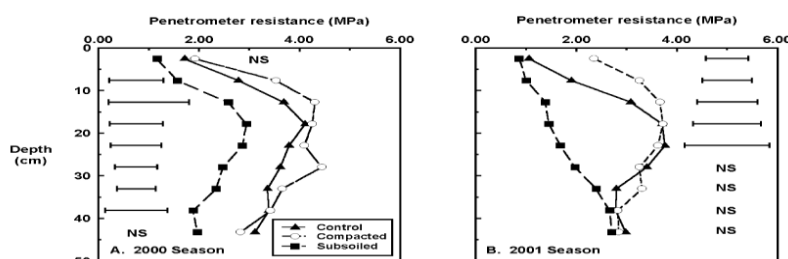 Penetrometer resistance (MPa)
0.00 2.00 4.00 6.00
0
10
20
30
40
Depth
(cm)
NS
NS
Control
Compacted
Subsoiled
A. 2000 Season
Penetrometer resistance (MPa)
0.00 2.00 4.00 6.00
NS
NS
NS
NS
B. 2001 Season